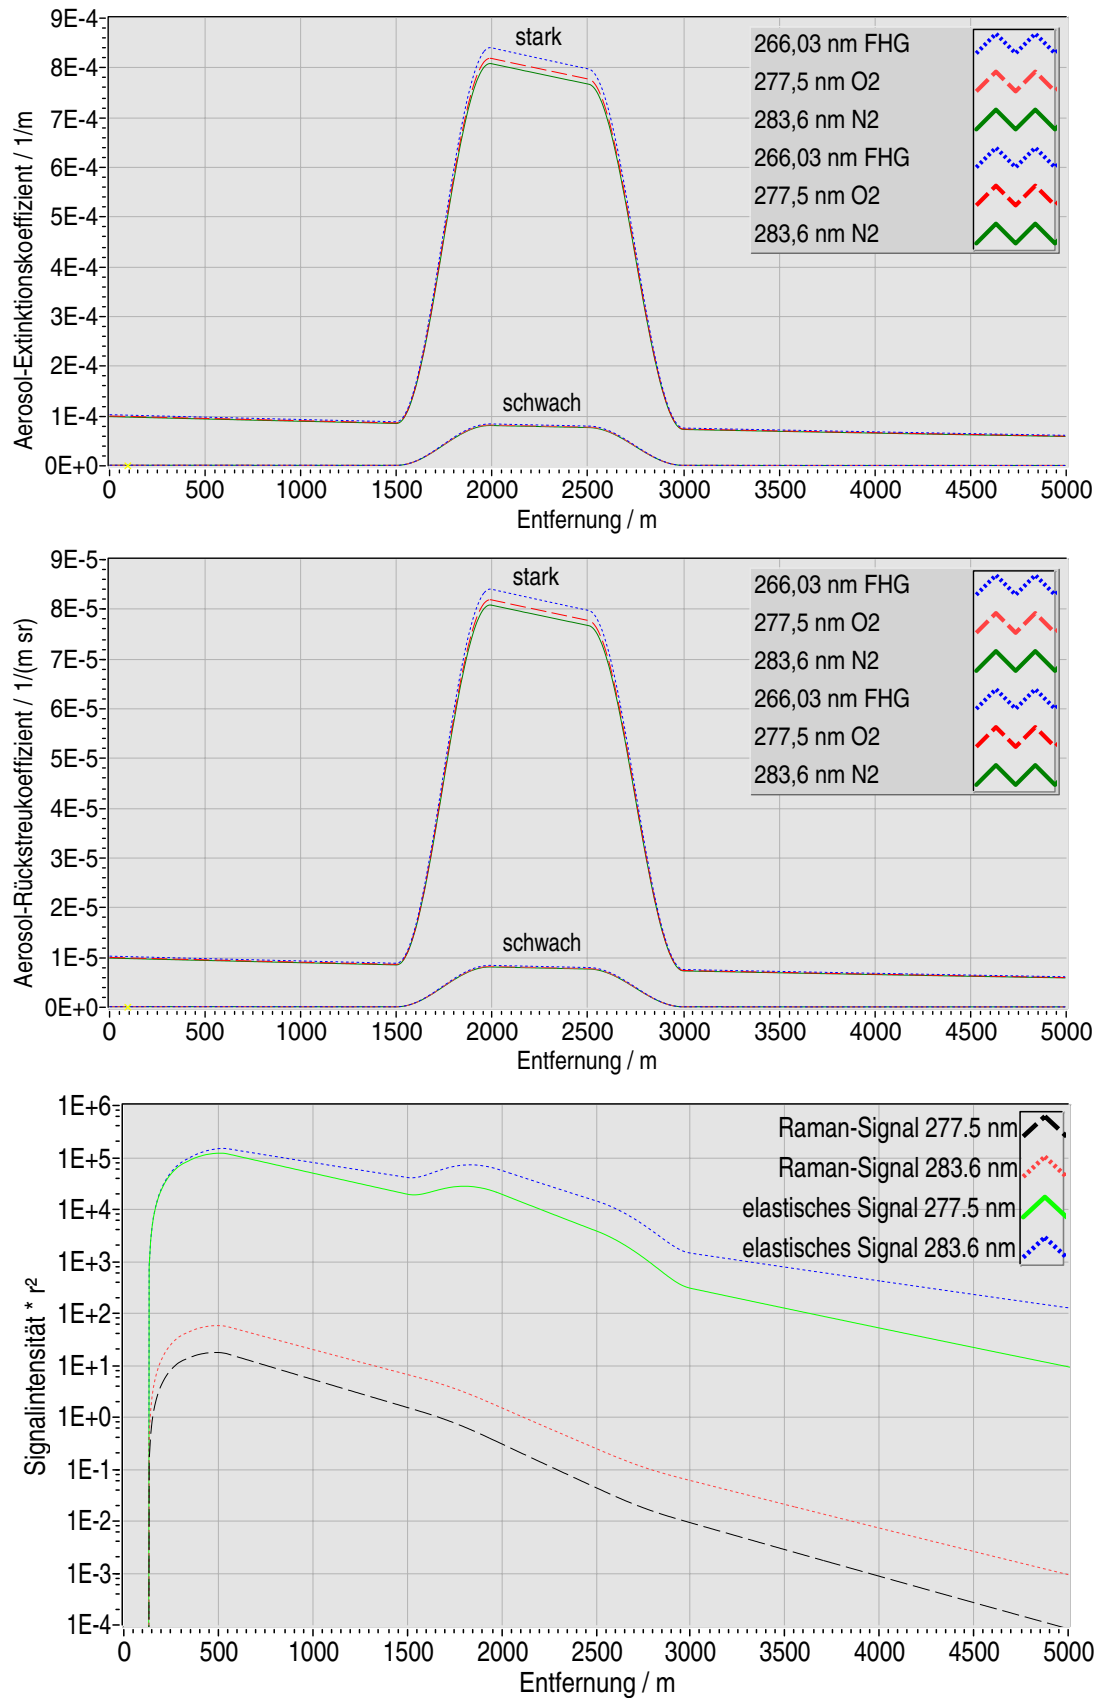 9E-4
8E-4
7E-4
6E-4
5E-4
4E-4
3E-4
2E-4
1E-4
0E+0
Aerosol-Extinktionskoeffizient / 1/m
stark
schwach
266,03 nm FHG
277,5 nm O2
283,6 nm N2
266,03 nm FHG
277,5 nm O2
283,6 nm N2
0 500 1000 1500 2000 2500 3000 3500 4000 4500 5000
Entfernung / m
9E-5
8E-5
7E-5
6E-5
5E-5
4E-5
3E-5
2E-5
1E-5
0E+0
Aerosol-Rückstreukoffizient / 1/(m sr)
stark
schwach
266,03 nm FHG
277,5 nm O2
283,6 nm N2
266,03 nm FHG
277,5 nm O2
283,6 nm N2
0 500 1000 1500 2000 2500 3000 3500 4000 4500 5000
Entfernung / m
1E+6
1E+5
1E+4
1E+3
1E+2
1E+1
1E+0
1E-1
1E-2
1E-3
1E-4
Signalintensität * r²
Raman-Signal 277.5 nm
Raman-Signal 283.6 nm
elastisches Signal 277.5 nm
elastisches Signal 283.6 nm
0 500 1000 1500 2000 2500 3000 3500 4000 4500 5000
Entfernung / m